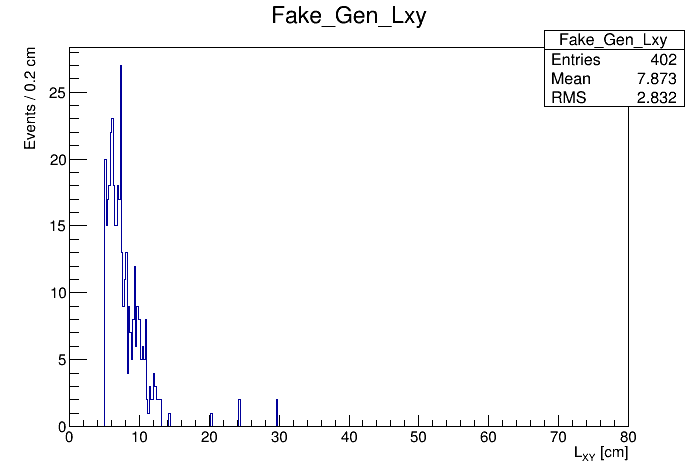 Fake_Gen_Lxy
Fake_Gen_Lxy
Entries 402
Mean 7.873
RMS 2.832
Events / 0.2 cm
25
20
15
10
5
0
0 10 20 30 40 50 60 70 80
L_XY [cm]